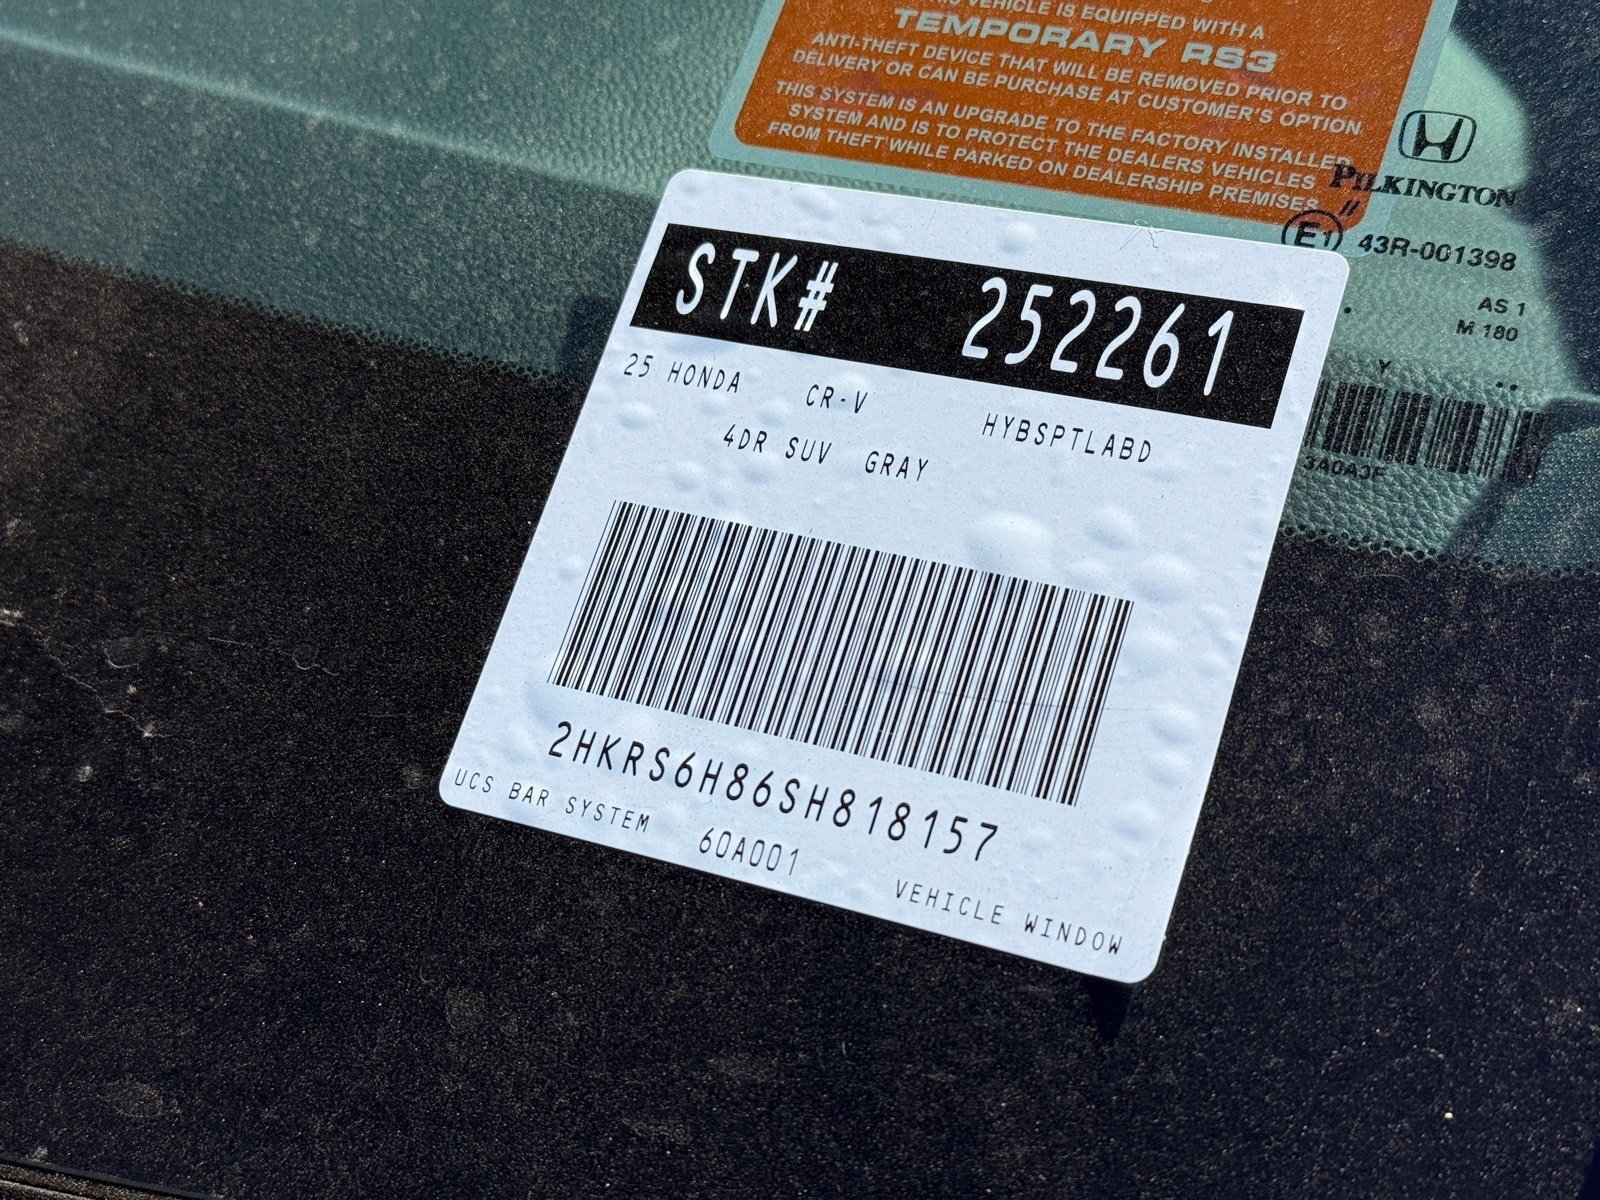 VEHICLE IS EQUIPPED WITH A
TEMPORARY RS3
ANTI-THEFT DEVICE THAT WILL BE REMOVED PRIOR TO
DELIVERY OR CAN BE PURCHASE AT CUSTOMER'S OPTION
THIS SYSTEM IS AN UPGRADE TO THE FACTORY INSTALLED
SYSTEM AND IS TO PROTECT THE DEALERS VEHICLES
FROM THEFT WHILE PARKED ON DEALERSHIP PREMISES
PILKINGTON
E1 43R-001398
AS 1
M 180
Y
3A0A3F
STK# 252261
25 HONDA CR-V HYBSPTLABD
4DR SUV GRAY
2HKRS6H86SH818157
UCS BAR SYSTEM 60A001 VEHICLE WINDOW